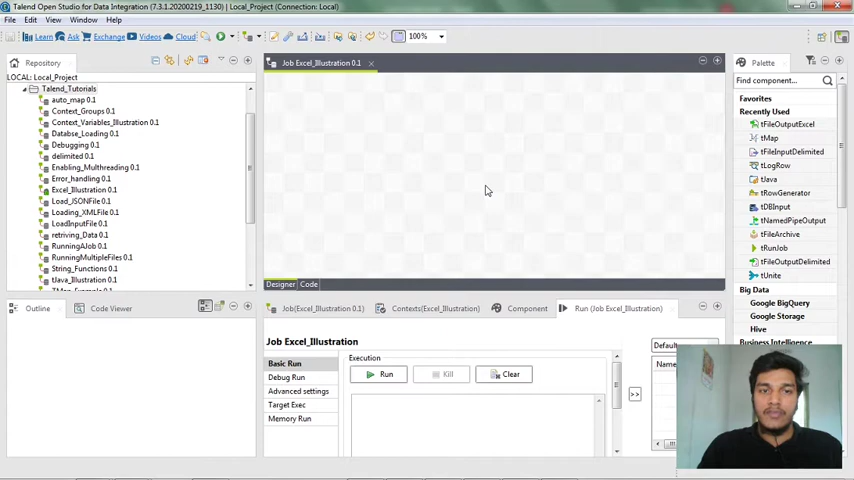 Talend Open Studio for Data Integration (7.3.1.20200219_1130) | Local_Project (Connection: Local)
File Edit View Window Help
Learn Ask Exchange Videos Cloud 100%
Repository
LOCAL: Local_Project
Talend_Tutorials
auto_map 0.1
Context_Groups 0.1
Context_Variables_Illustration 0.1
Databse_Loading 0.1
Debugging 0.1
delimited 0.1
Enabling_Multhreading 0.1
Error_handling 0.1
Excel_Illustration 0.1
Load_JSONFile 0.1
Loading_XMLFile 0.1
LoadInputFile 0.1
retriving_Data 0.1
RunningAJob 0.1
RunningMultipleFiles 0.1
String_Functions 0.1
tJava_Illustration 0.1
Outline Code Viewer
Job Excel_Illustration 0.1
Designer Code
Job(Excel_Illustration 0.1) Contexts(Excel_Illustration) Component Run (Job Excel_Illustration)
Job Excel_Illustration
Basic Run
Debug Run
Advanced settings
Target Exec
Memory Run
Execution
Run Kill Clear
>>
Default
Name
Palette
Find component...
Favorites
Recently Used
tFileOutputExcel
tMap
tFileInputDelimited
tLogRow
tJava
tRowGenerator
tDBInput
tNamedPipeOutput
tFileArchive
tRunJob
tFileOutputDelimited
tUnite
Big Data
Google BigQuery
Google Storage
Hive